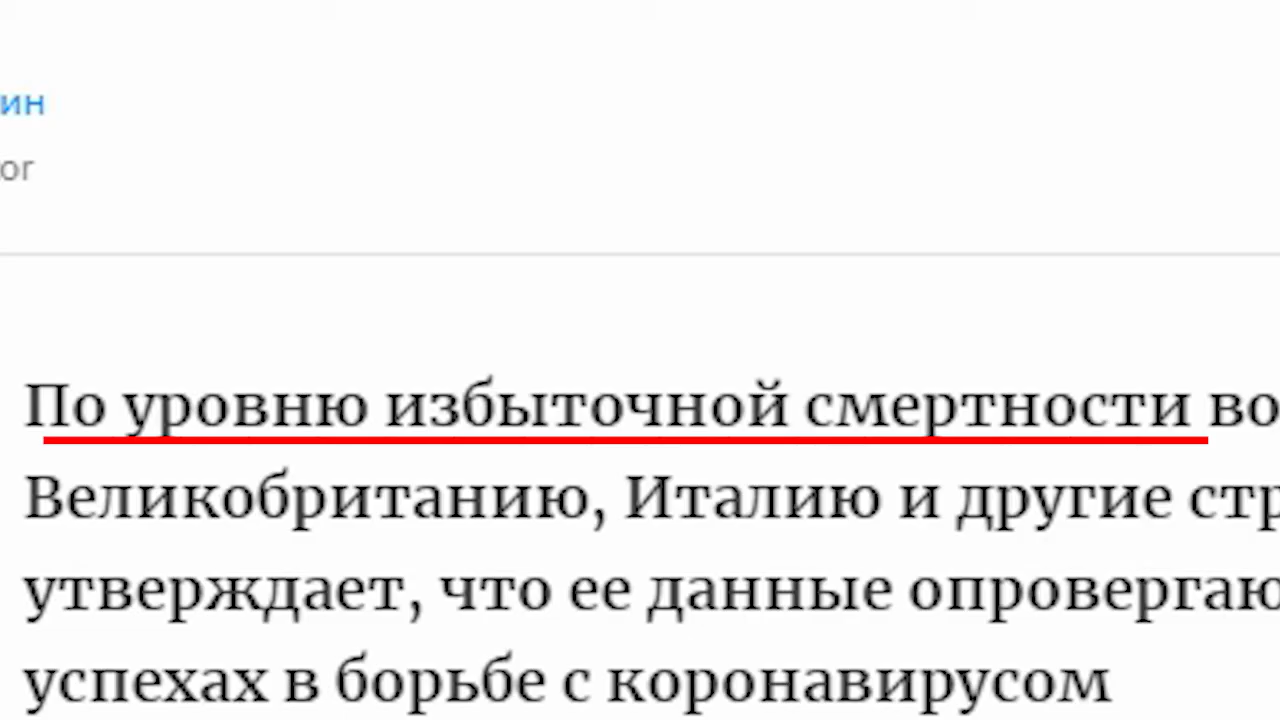 ин
ог
По уровню избыточной смертности во
Великобританию, Италию и другие стр
утверждает, что ее данные опровергаю
успехах в борьбе с коронавирусом